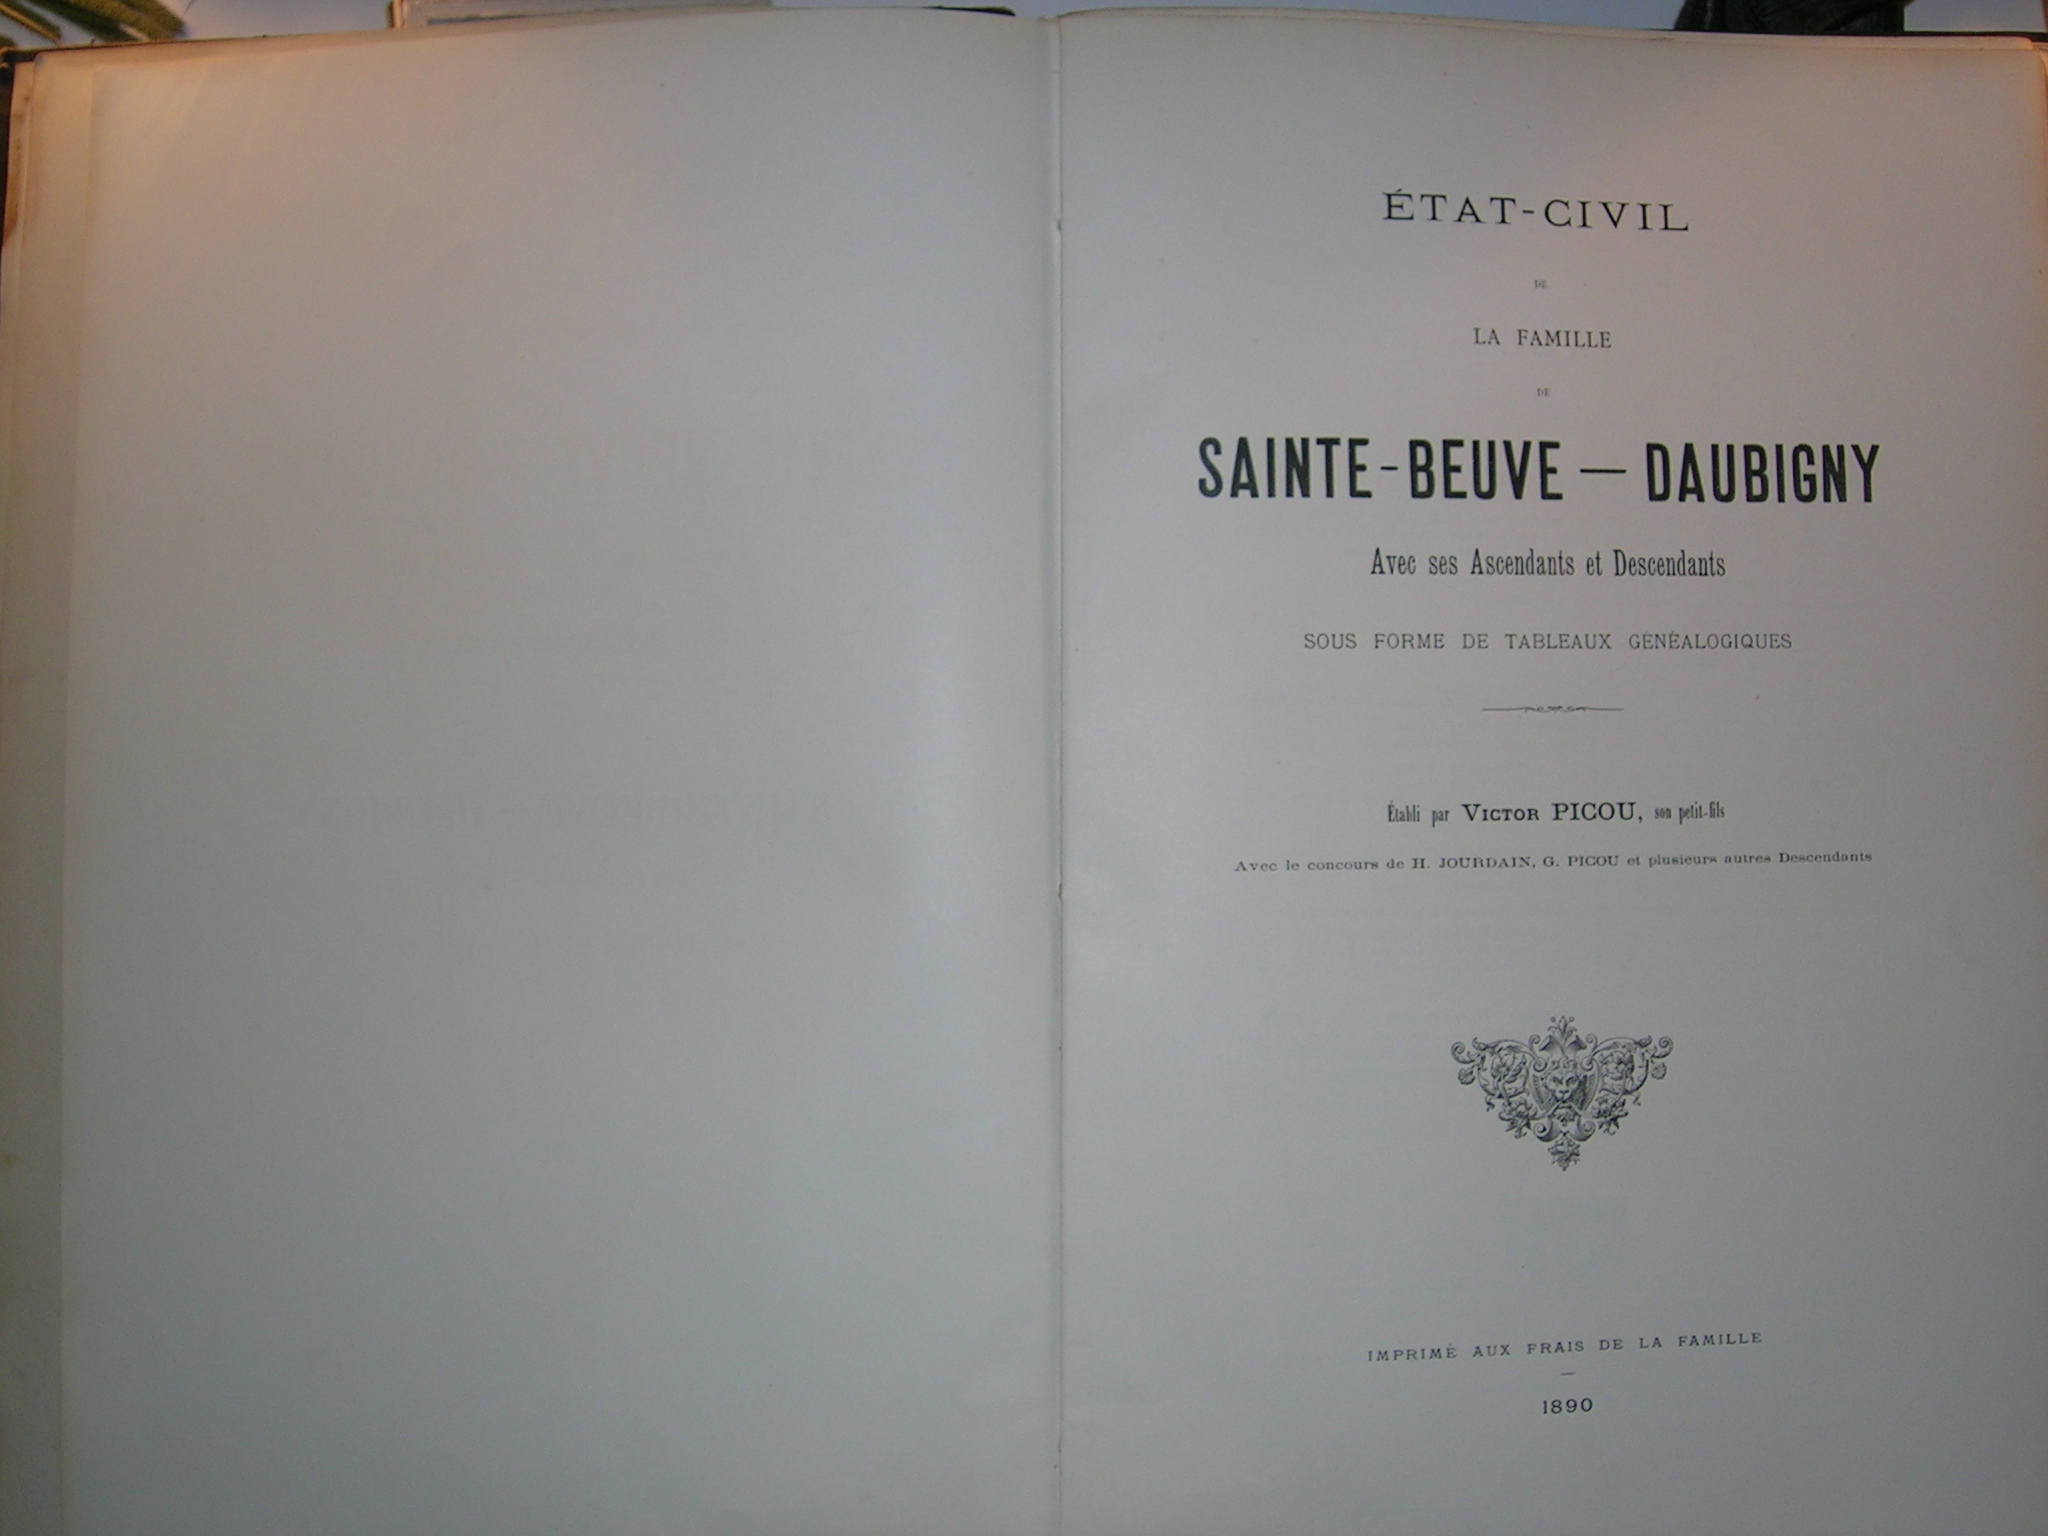 ÉTAT-CIVIL
DE
LA FAMILLE
DE
SAINTE-BEUVE — DAUBIGNY
Avec ses Ascendants et Descendants
SOUS FORME DE TABLEAUX GÉNÉALOGIQUES
Établi par VICTOR PICOU, son petit-fils
Avec le concours de H. JOURDAIN, G. PICOU et plusieurs autres Descendants
IMPRIMÉ AUX FRAIS DE LA FAMILLE
—
1890